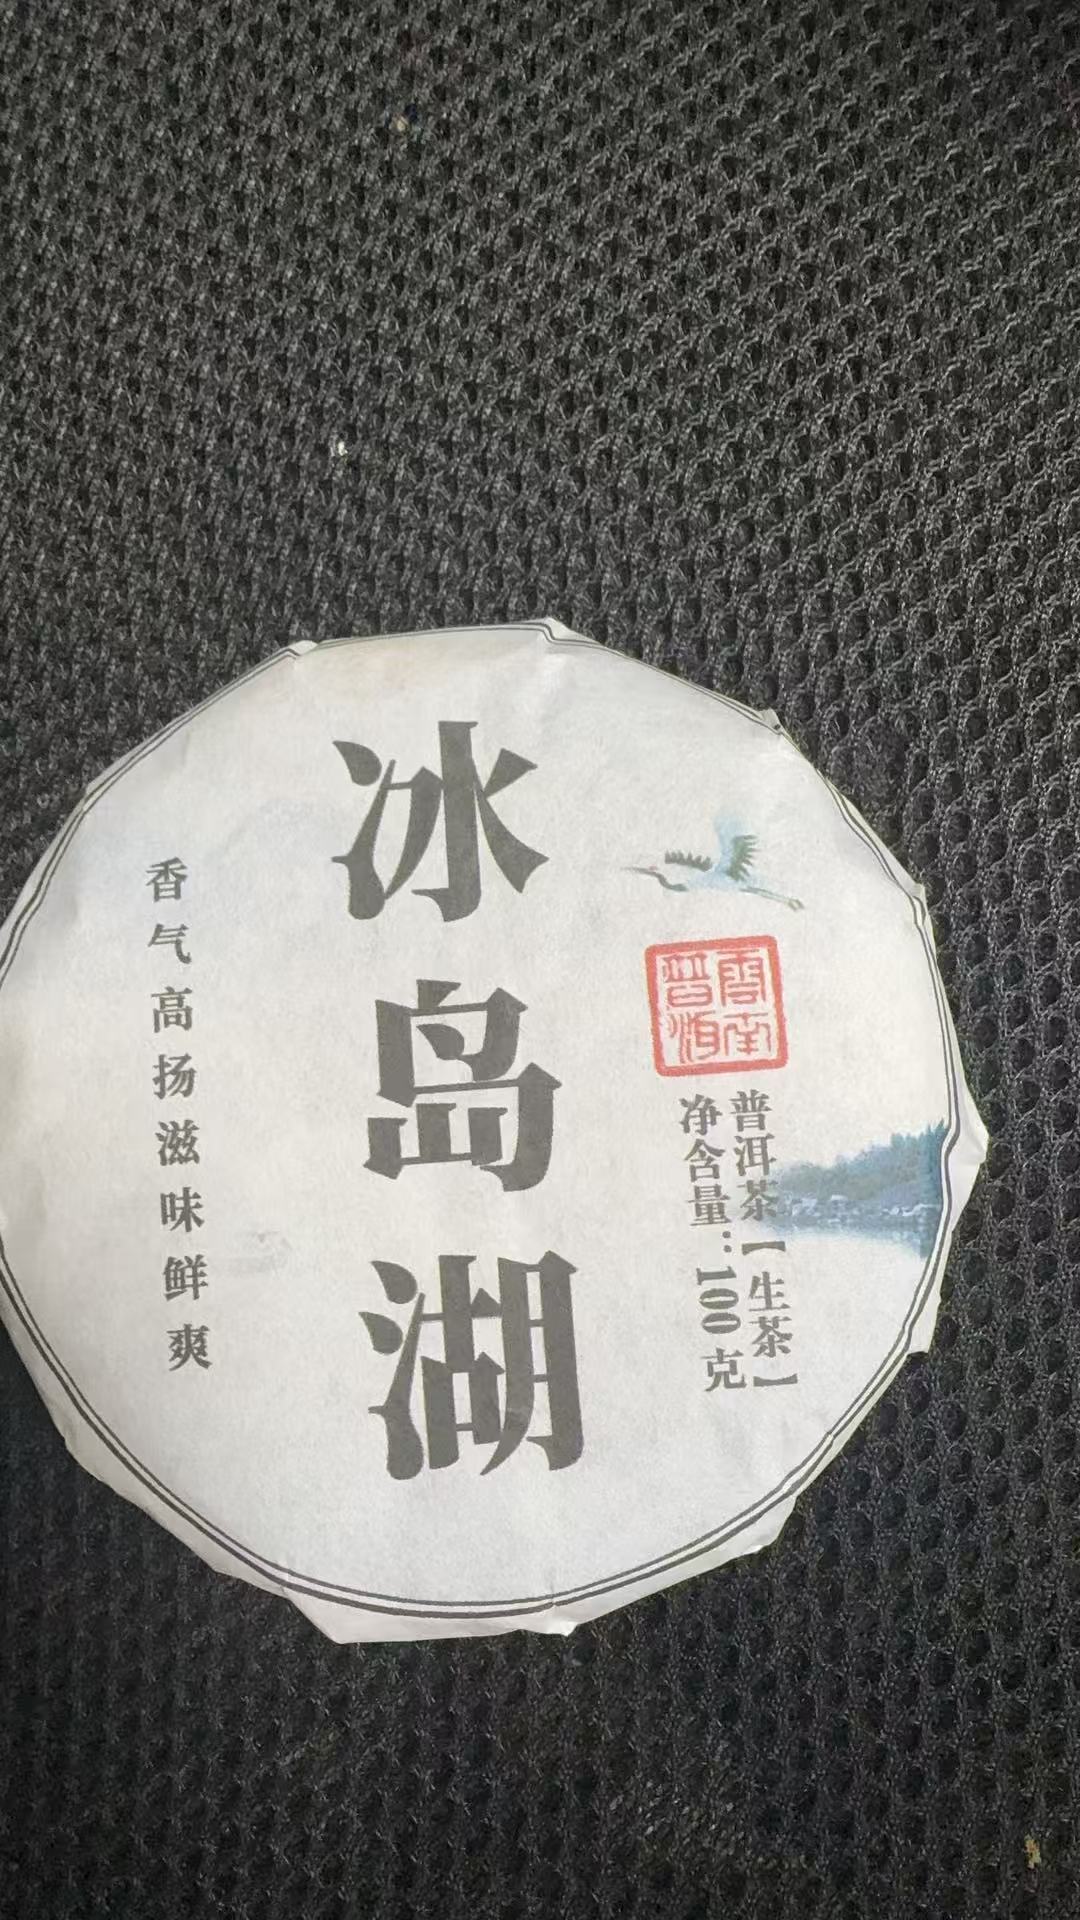 雲南
普洱
普洱茶【生茶】
净含量：100克
冰岛湖
香气高扬滋味鲜爽